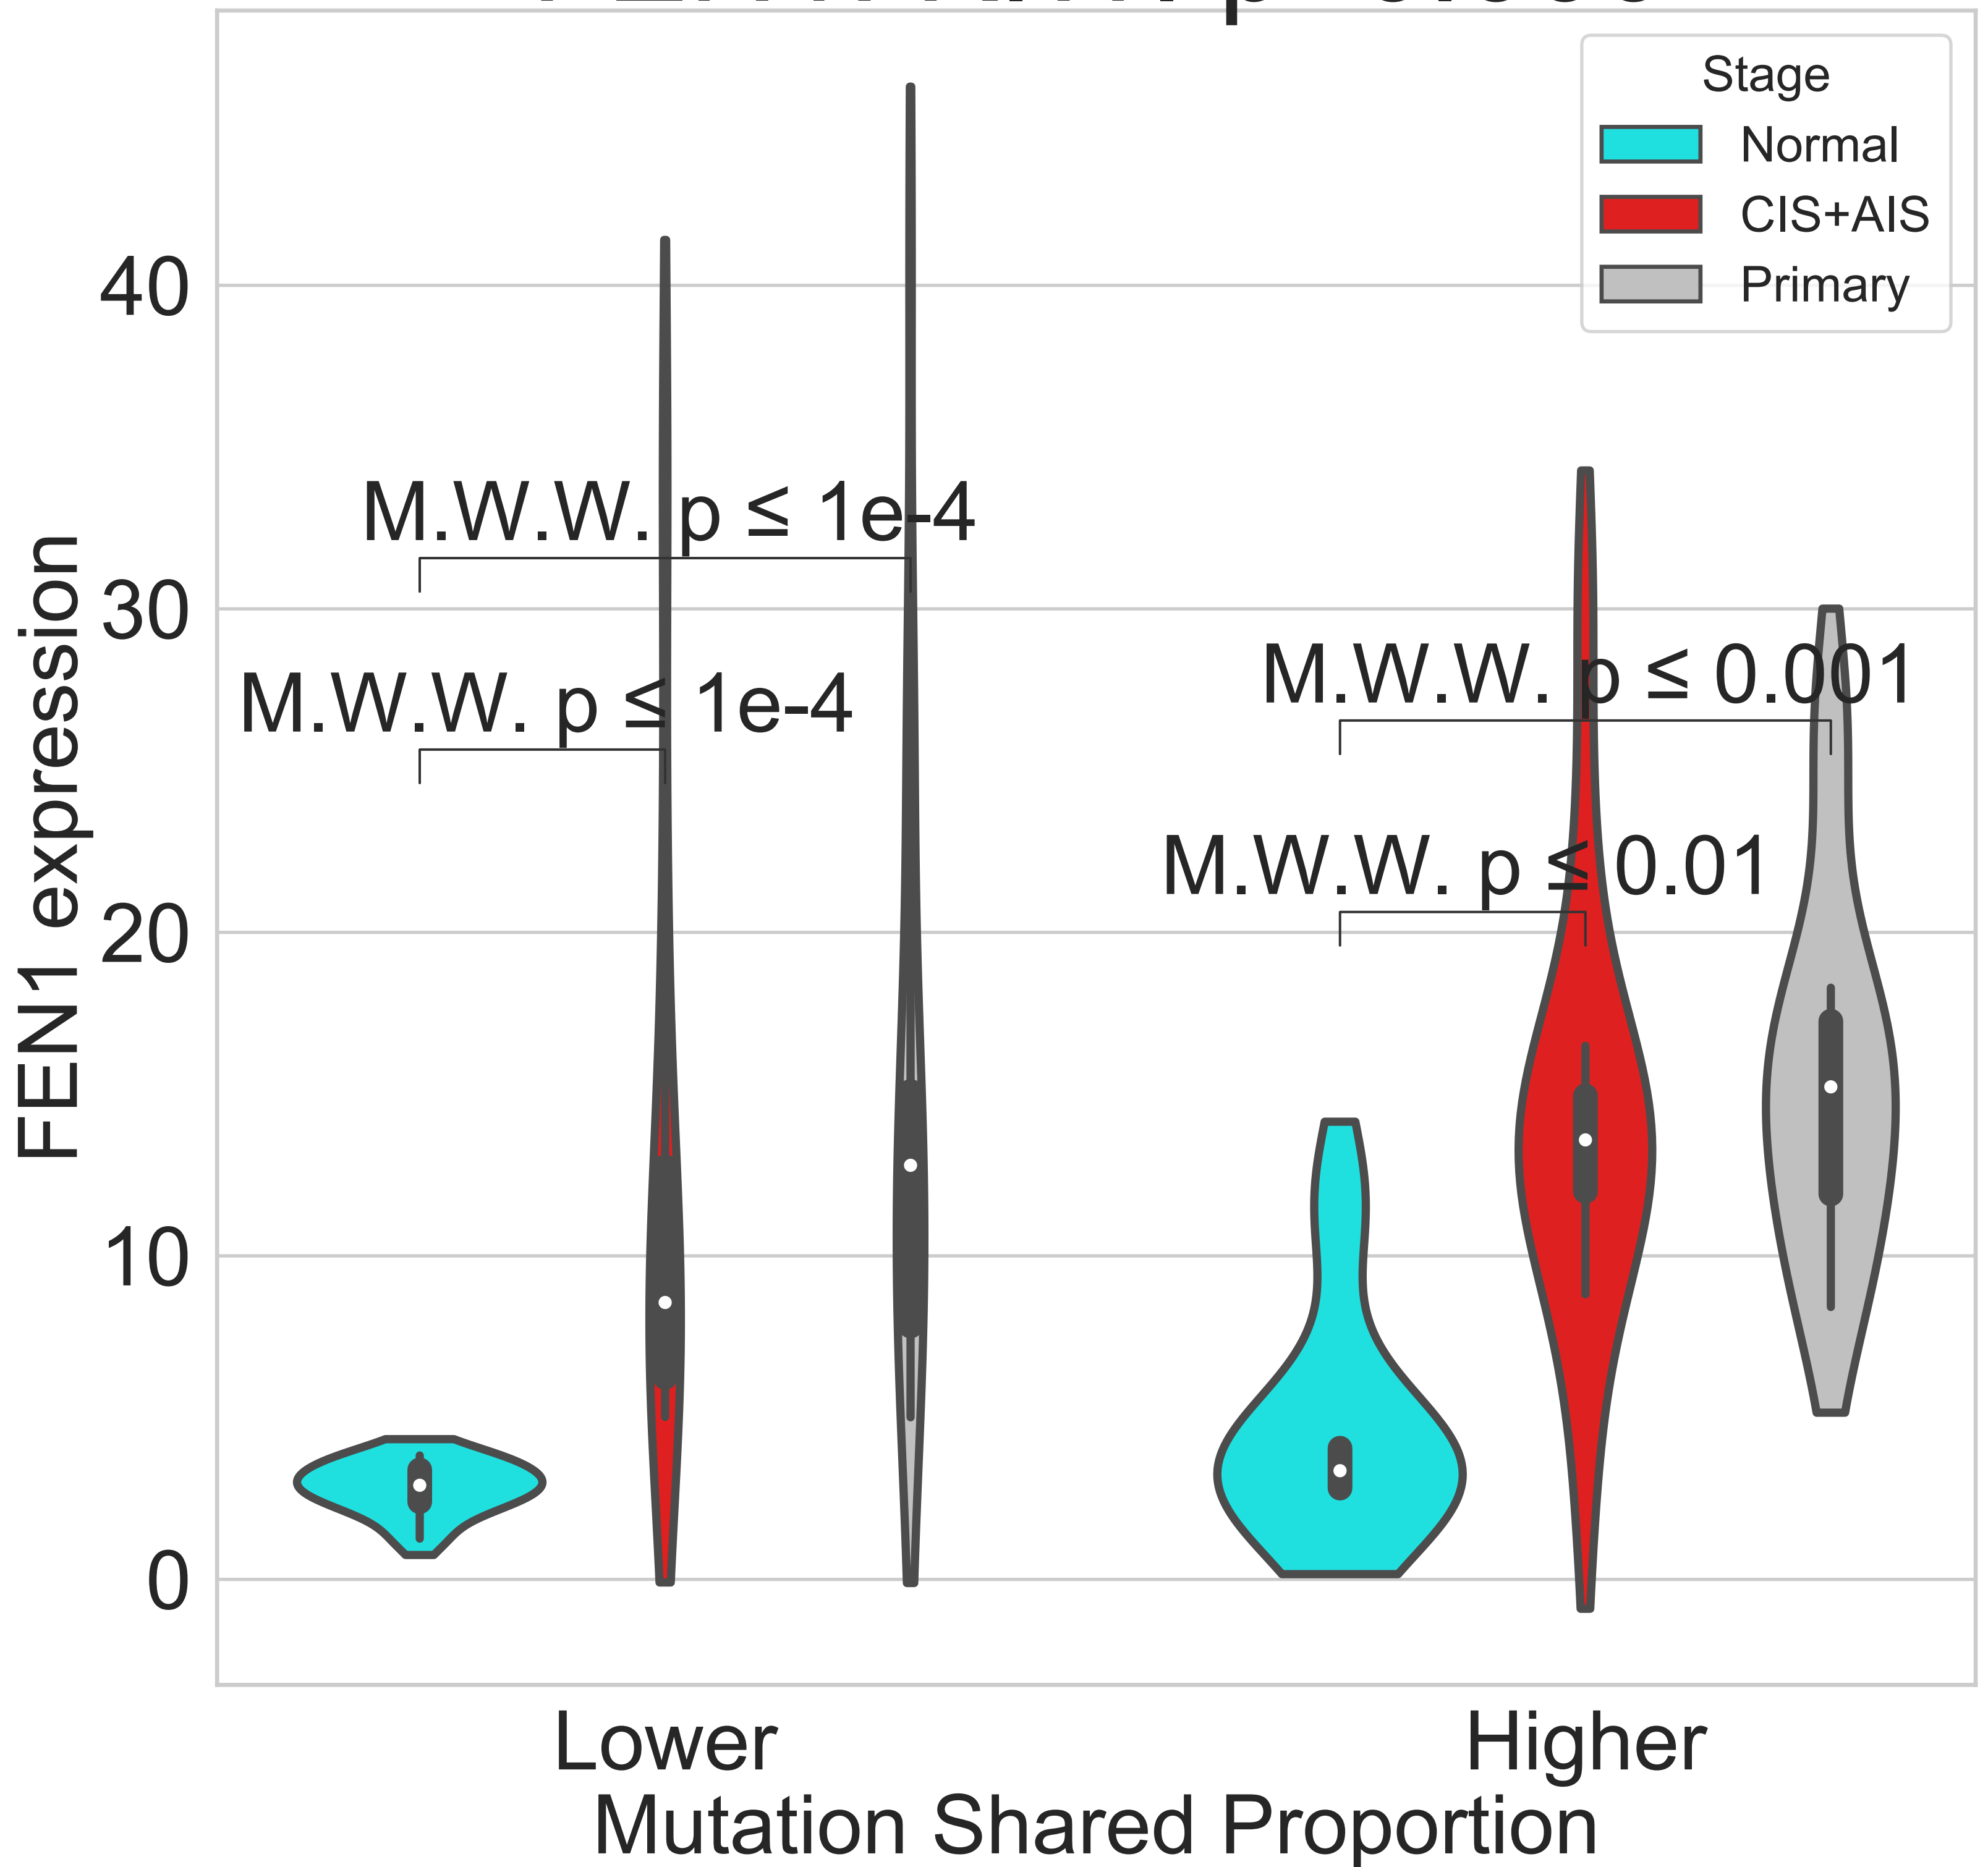 Stage
Normal
CIS+AIS
Primary
40
30
20
10
0
FEN1 expression
M.W.W. p ≤ 1e-4
M.W.W. p ≤ 1e-4
M.W.W. p ≤ 0.001
M.W.W. p ≤ 0.01
Lower
Higher
Mutation Shared Proportion